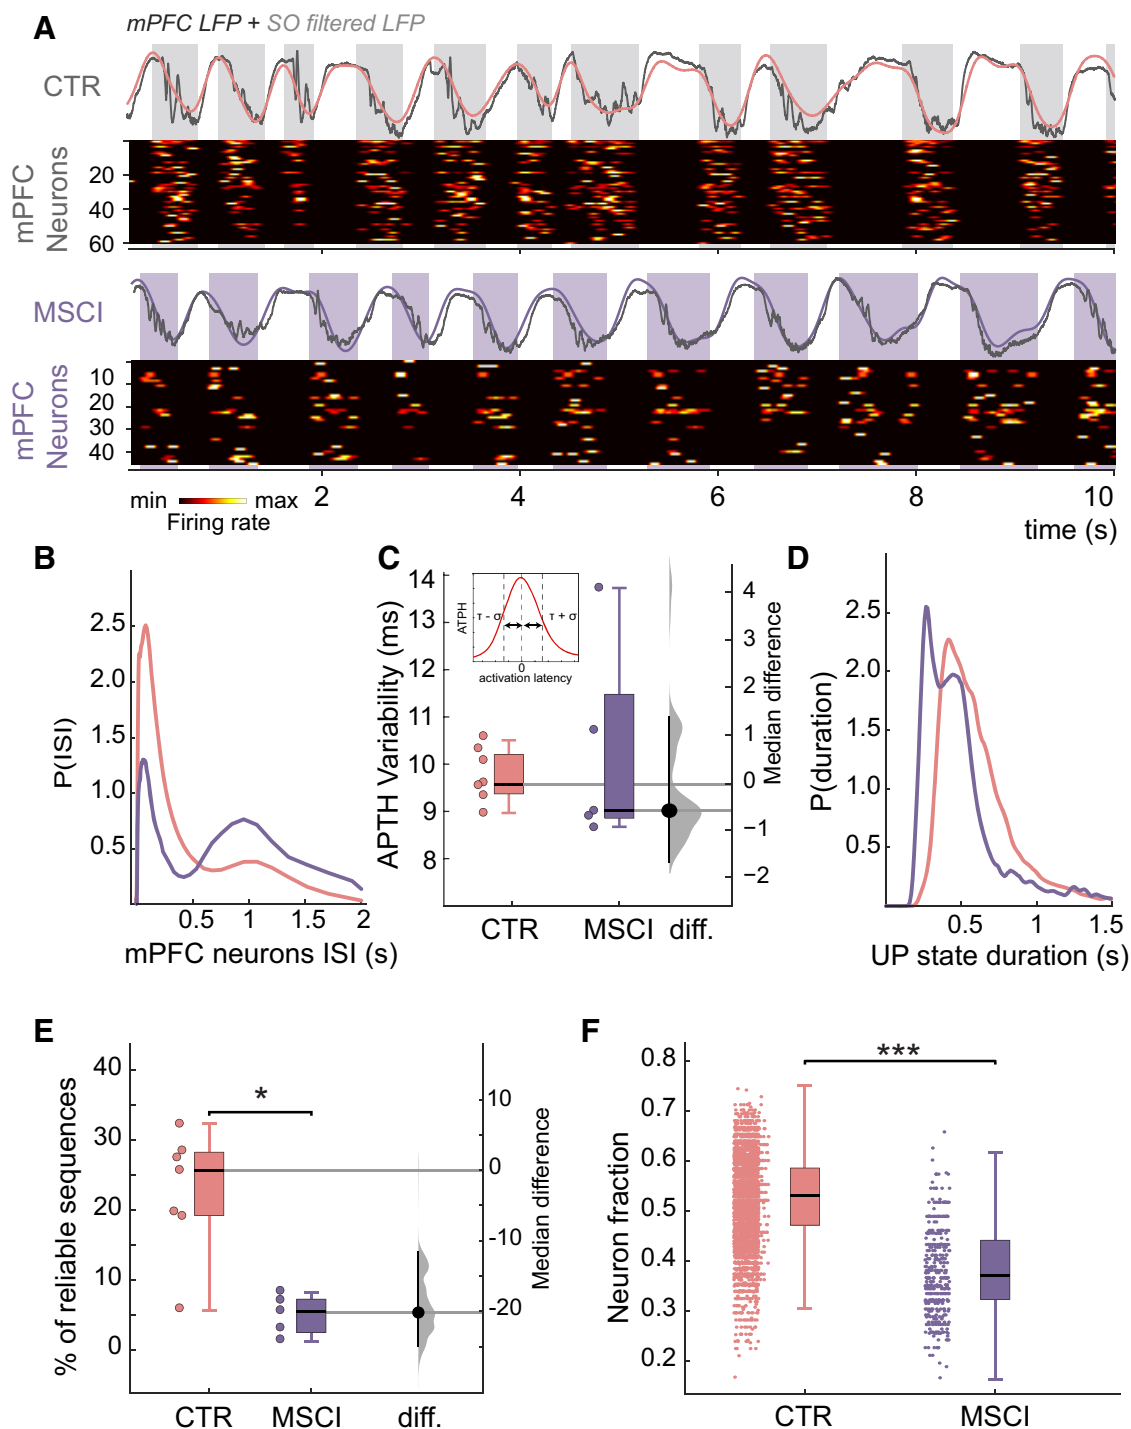 A
mPFC LFP + SO filtered LFP
CTR
mPFC
Neurons
20
40
60
MSCI
mPFC
Neurons
10
20
30
40
2
4
6
8
10
min
max
Firing rate
time (s)
B
P(ISI)
2.5
2.0
1.5
1.0
0.5
0.5
1
1.5
2
mPFC neurons ISI (s)
C
APTH Variability (ms)
14
13
12
11
10
9
8
ATPH
τ - σ
τ + σ
0
activation latency
4
3
2
1
0
−1
−2
Median difference
CTR
MSCI
diff.
D
P(duration)
2.5
2.0
1.5
1.0
0.5
0.5
1
1.5
UP state duration (s)
E
% of reliable sequences
40
30
20
10
0
*
10
0
−10
−20
Median difference
CTR
MSCI
diff.
F
Neuron fraction
0.8
0.7
0.6
0.5
0.4
0.3
0.2
***
CTR
MSCI